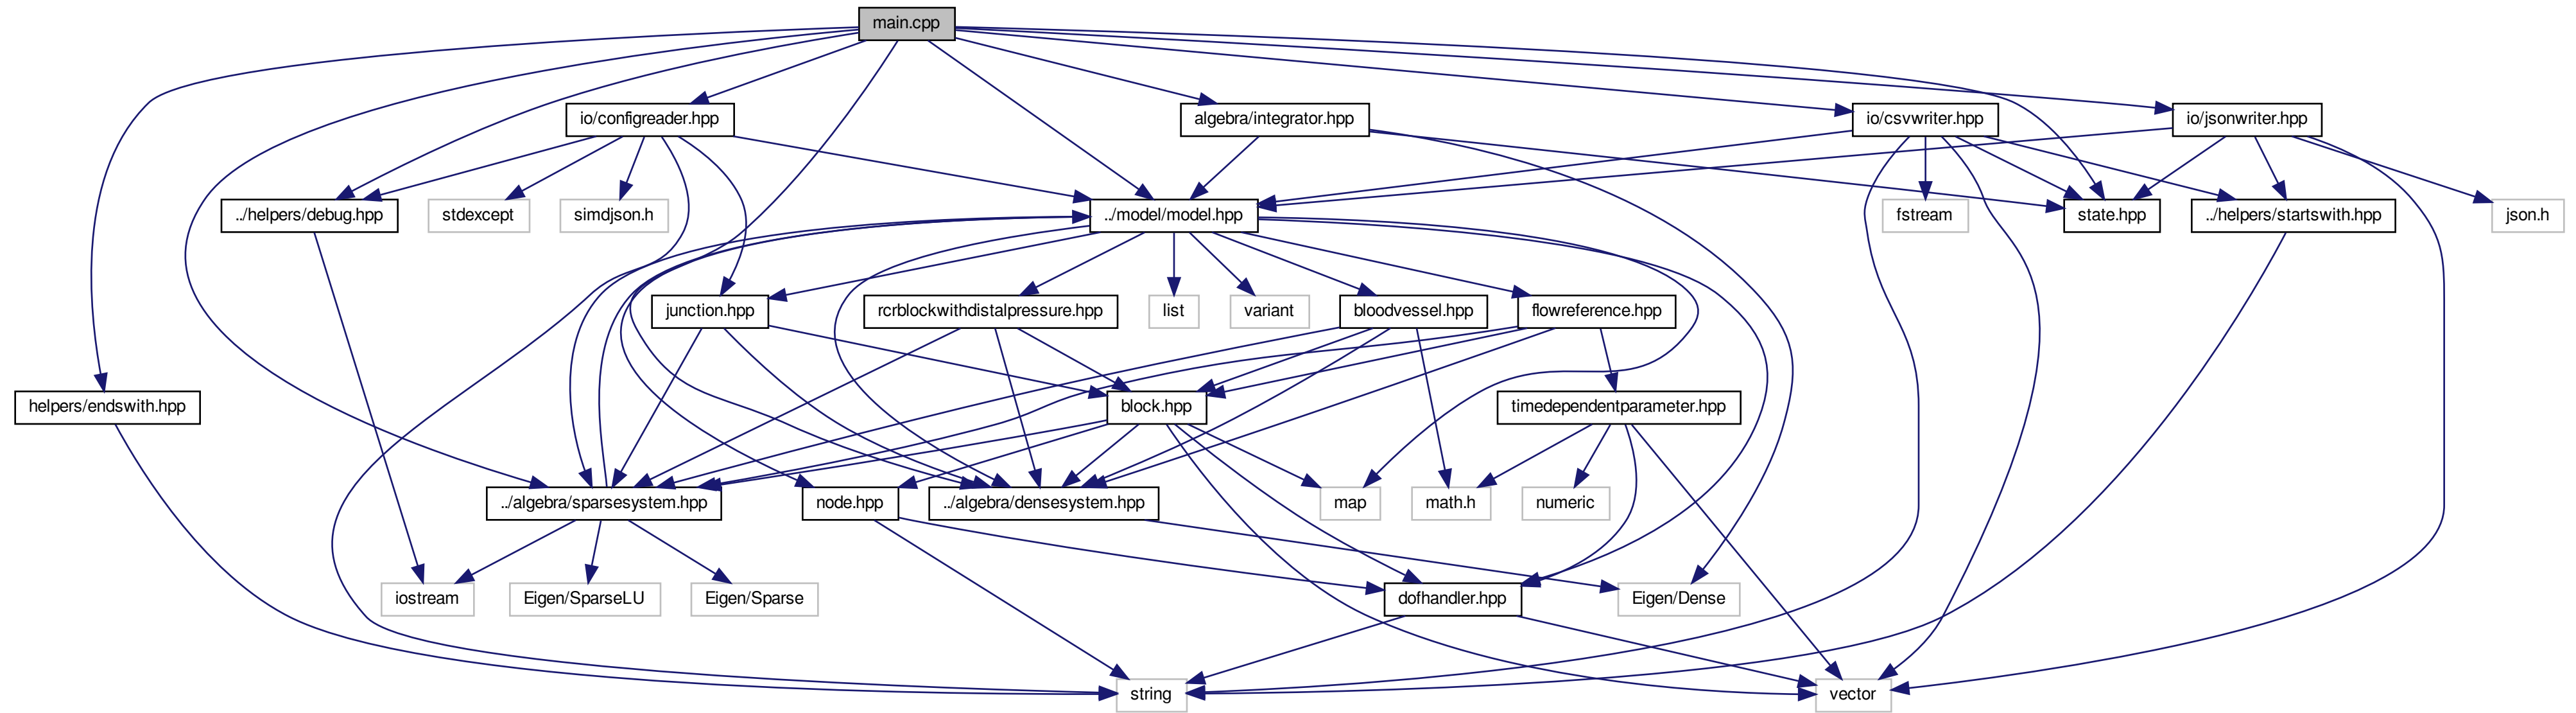 main.cpp
io/configreader.hpp
algebra/integrator.hpp
io/csvwriter.hpp
io/jsonwriter.hpp
../helpers/debug.hpp
stdexcept
simdjson.h
../model/model.hpp
fstream
state.hpp
../helpers/startswith.hpp
json.h
junction.hpp
rcrblockwithdistalpressure.hpp
list
variant
bloodvessel.hpp
flowreference.hpp
helpers/endswith.hpp
block.hpp
timedependentparameter.hpp
../algebra/sparsesystem.hpp
node.hpp
../algebra/densesystem.hpp
map
math.h
numeric
iostream
Eigen/SparseLU
Eigen/Sparse
dofhandler.hpp
Eigen/Dense
string
vector